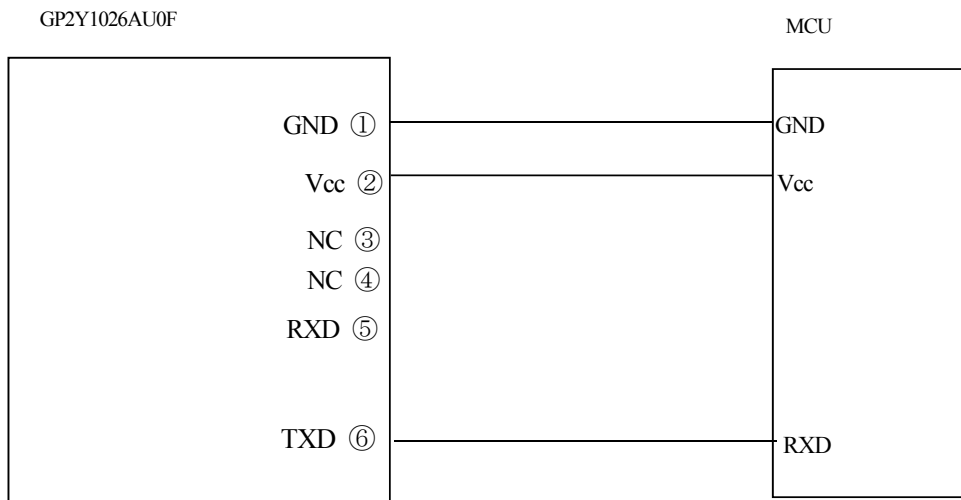 GP2Y1026AU0F
MCU
GND ①
GND
Vcc ②
Vcc
NC ③
NC ④
RXD ⑤
TXD ⑥
RXD